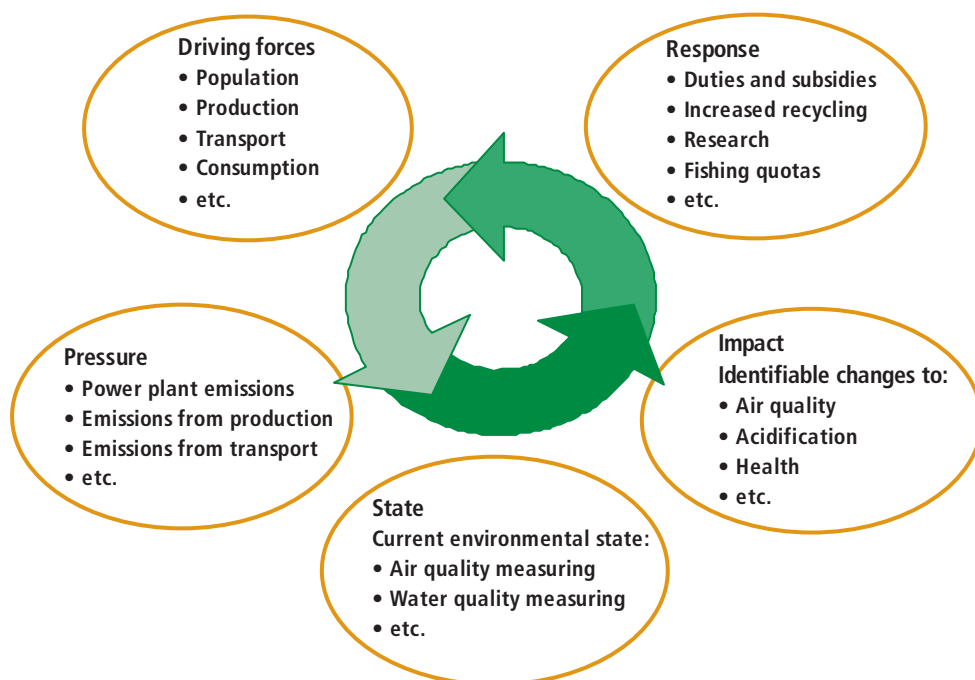 Driving forces
• Population
• Production
• Transport
• Consumption
• etc.
Response
• Duties and subsidies
• Increased recycling
• Research
• Fishing quotas
• etc.
Pressure
• Power plant emissions
• Emissions from production
• Emissions from transport
• etc.
Impact
Identifiable changes to:
• Air quality
• Acidification
• Health
• etc.
State
Current environmental state:
• Air quality measuring
• Water quality measuring
• etc.